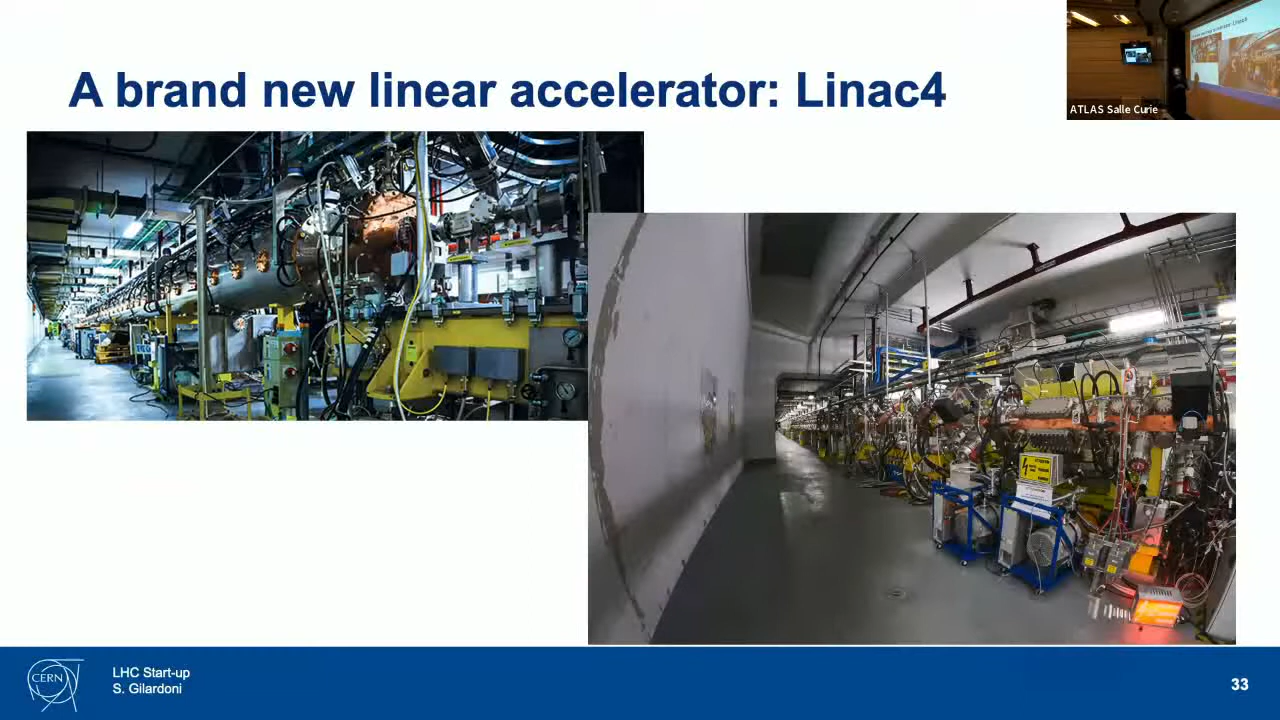 A brand new linear accelerator: Linac4
ATLAS Salle Curie
CERN
LHC Start-up
S. Gilardoni
33